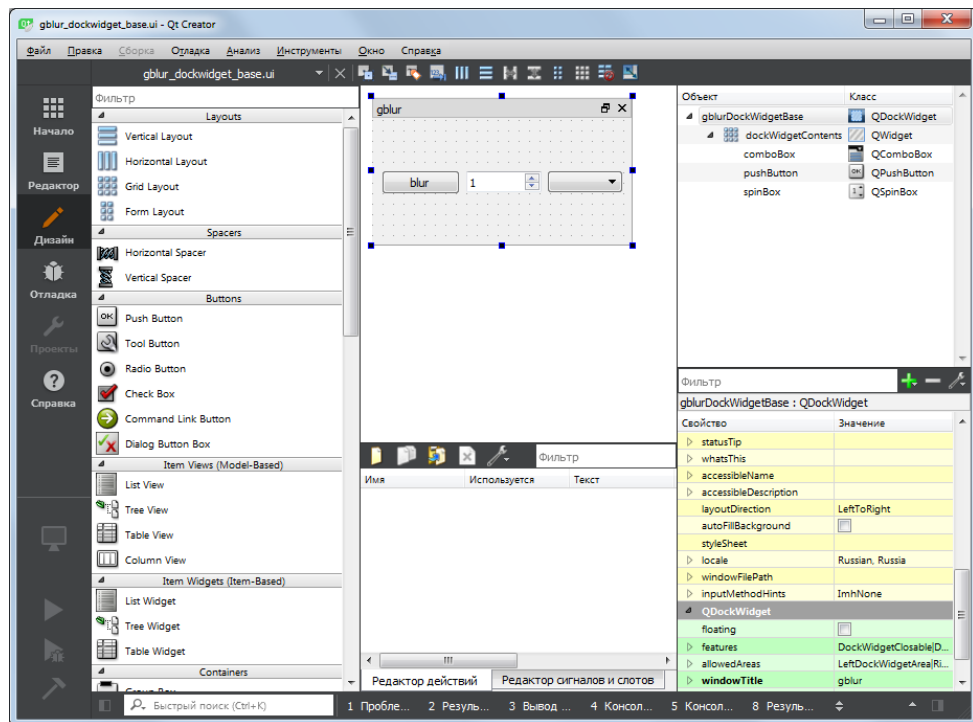 gblur_dockwidget_base.ui - Qt Creator
Файл Правка Сборка Отладка Анализ Инструменты Окно Справка
gblur_dockwidget_base.ui
Начало
Редактор
Дизайн
Отладка
Проекты
Справка
Фильтр
Layouts
Vertical Layout
Horizontal Layout
Grid Layout
Form Layout
Spacers
Horizontal Spacer
Vertical Spacer
Buttons
OK Push Button
Tool Button
Radio Button
Check Box
Command Link Button
Dialog Button Box
Item Views (Model-Based)
List View
Tree View
Table View
Column View
Item Widgets (Item-Based)
List Widget
Tree Widget
Table Widget
Containers
gblur
blur 1
Фильтр
Имя Используется Текст
Редактор действий Редактор сигналов и слотов
Объект Класс
gblurDockWidgetBase QDockWidget
dockWidgetContents QWidget
comboBox QComboBox
pushButton OK QPushButton
spinBox QSpinBox
Фильтр
gblurDockWidgetBase : QDockWidget
Свойство Значение
statusTip
whatsThis
accessibleName
accessibleDescription
layoutDirection LeftToRight
autoFillBackground
styleSheet
locale Russian, Russia
windowFilePath
inputMethodHints ImhNone
QDockWidget
floating
features DockWidgetClosable|D...
allowedAreas LeftDockWidgetArea|Ri...
windowTitle gblur
Быстрый поиск (Ctrl+K) 1 Пробле... 2 Резуль... 3 Вывод ... 4 Консол... 5 Консол... 8 Резуль...